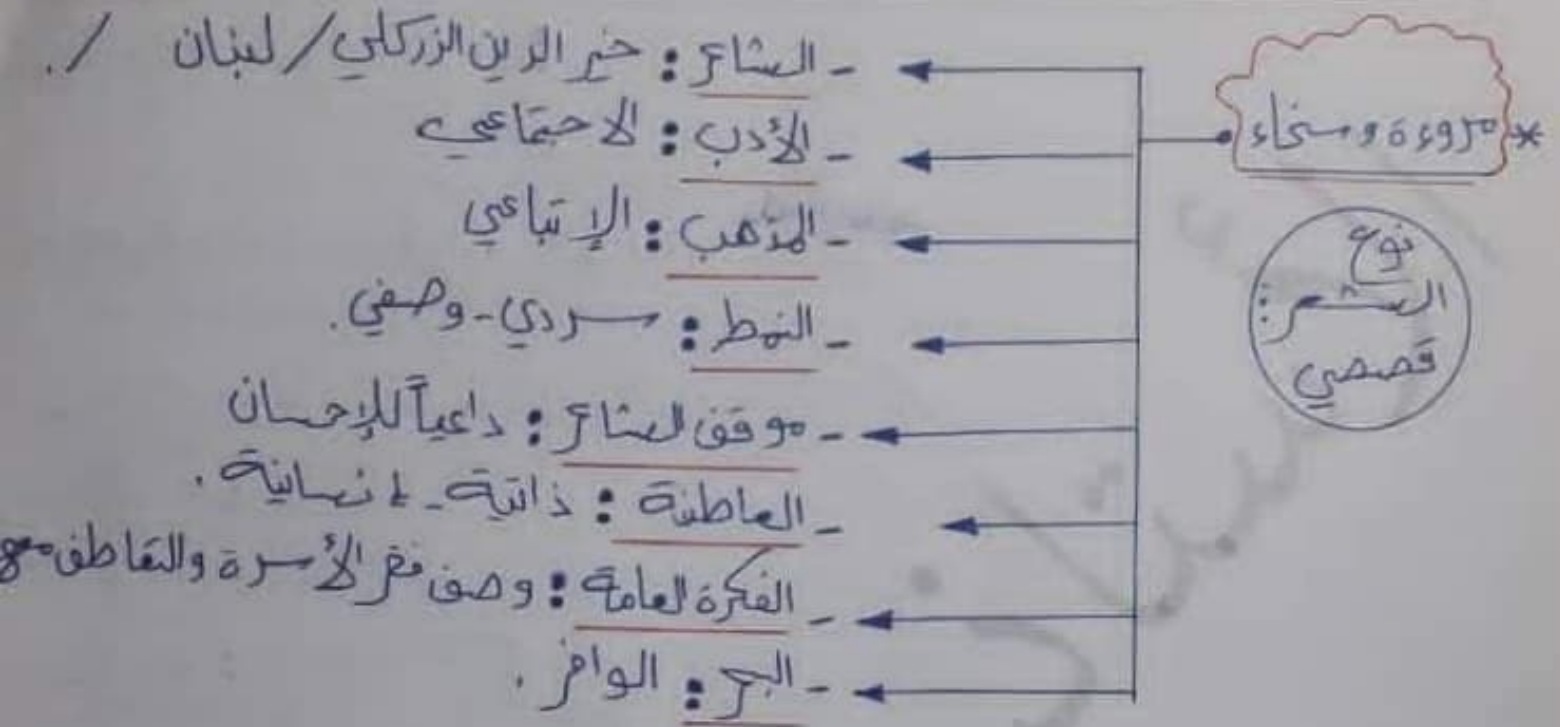 * مروءة وسخاء
نوع
الشعر:
قصصي
- الشاعر: خير الدين الزركلي / لبنان /.
- الأدب: الاجتماعي
- المذهب: الإتباعي
- النمط: سردي - وصفي.
- موقف الشاعر: داعياً للإحسان
- العاطفة: ذاتية - إنسانية.
- الفكرة العامة: وصف فقر الأسرة والتعاطف معها
- البحر: الوافر.